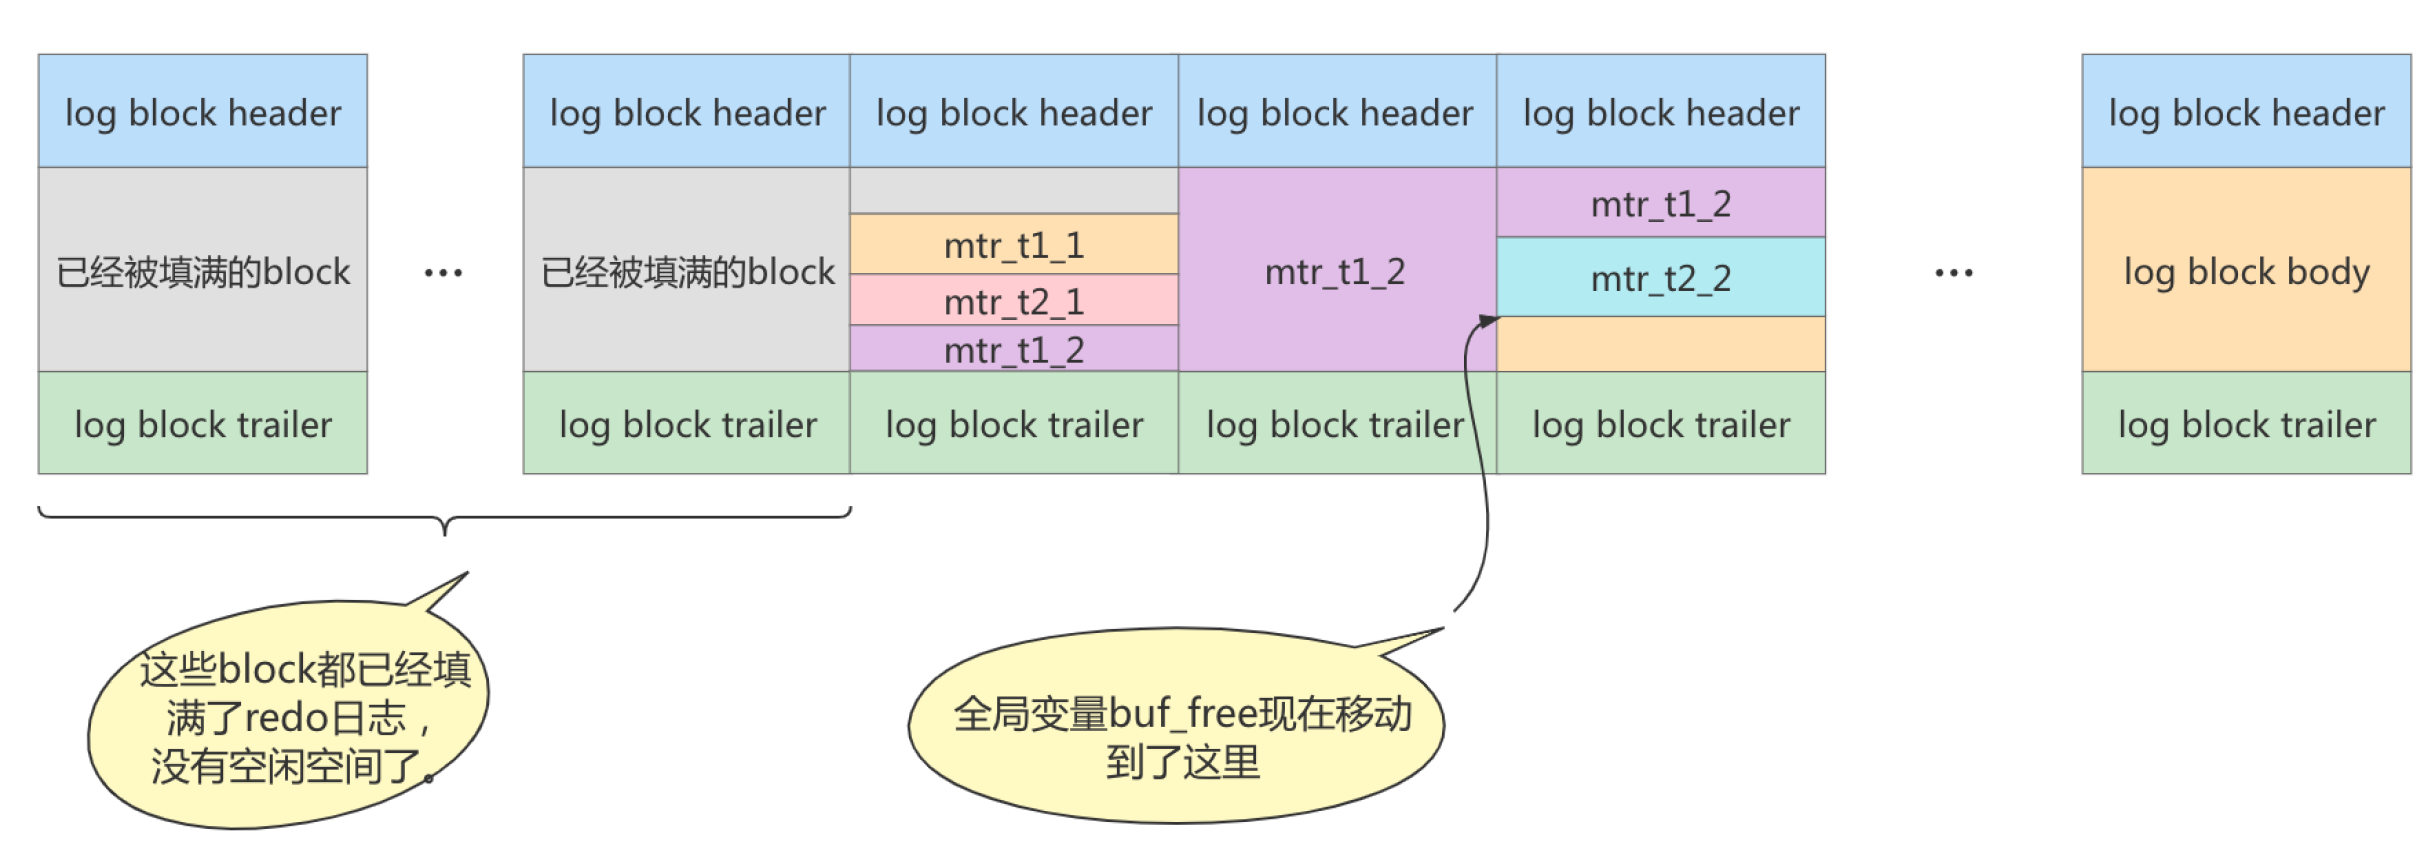 log block header
log block header
log block header
log block header
log block header
log block header
已经被填满的block
...
已经被填满的block
mtr_t1_1
mtr_t2_1
mtr_t1_2
mtr_t1_2
mtr_t1_2
mtr_t2_2
...
log block body
log block trailer
log block trailer
log block trailer
log block trailer
log block trailer
log block trailer
这些block都已经填
满了redo日志，
没有空闲空间了。
全局变量buf_free现在移动
到了这里